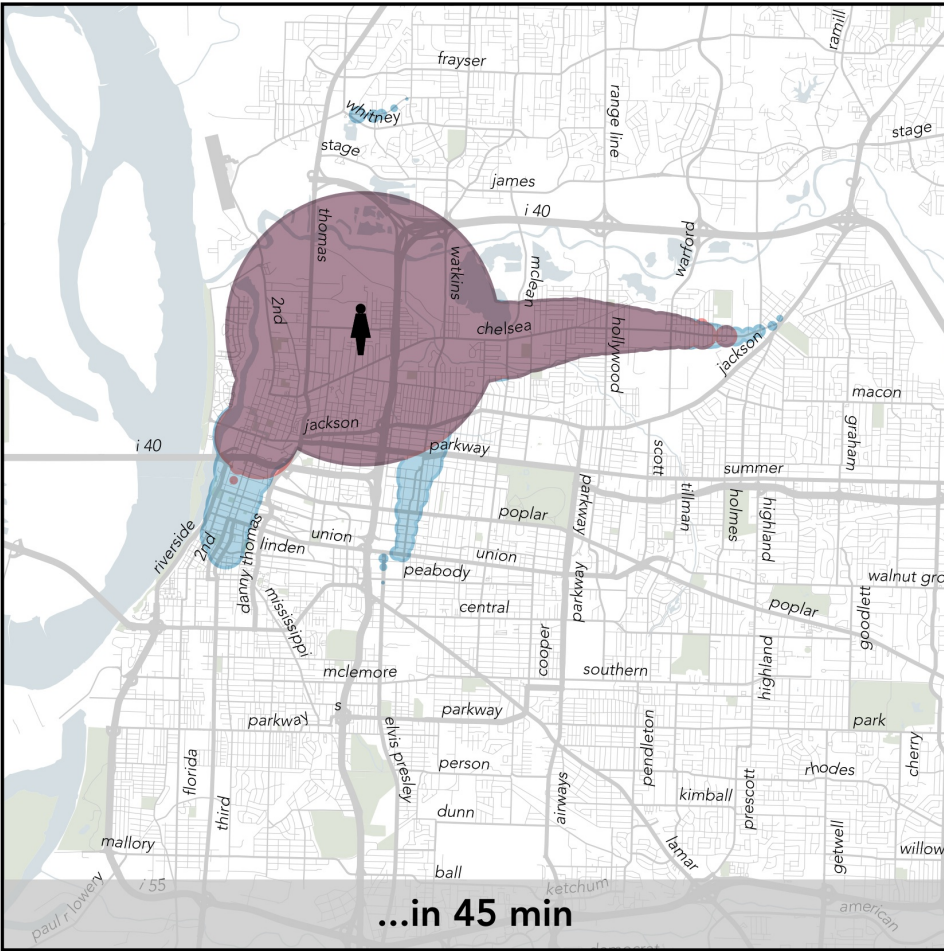 frayser
ramill
whitney
range line
stage
stage
james
i 40
thomas
warford
watkins
mclean
2nd
chelsea
hollywood
jackson
macon
jackson
graham
i 40
parkway
scott
summer
parkway
tillman
holmes
highland
poplar
riverside
2nd
union
linden
union
danny thomas
peabody
parkway
walnut gro
mississippi
central
poplar
goodlett
cooper
southern
highland
mclemore
s
parkway
parkway
park
elvis presley
pendleton
cherry
person
rhodes
florida
third
airways
kimball
prescott
dunn
getwell
mallory
lamar
willow
ball
i 55
ketchum
paul r lowery
american
...in 45 min
democrat